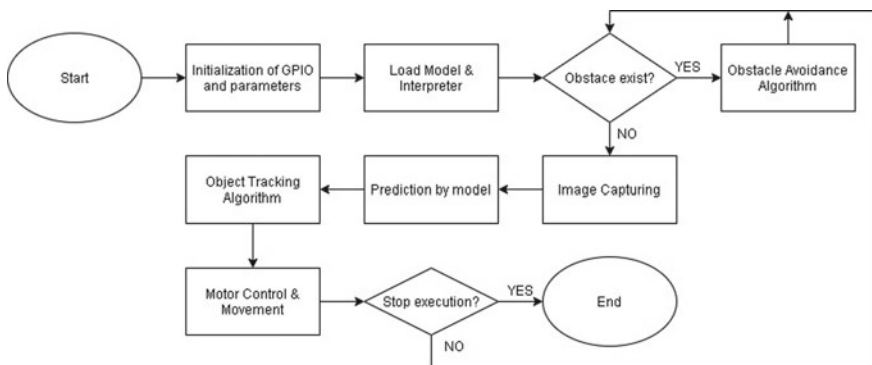 Start
Initialization of GPIO
and parameters
Load Model &
Interpreter
Obstace exist?
YES
Obstacle Avoidance
Algorithm
NO
Object Tracking
Algorithm
Prediction by model
Image Capturing
Motor Control &
Movement
Stop execution?
YES
End
NO